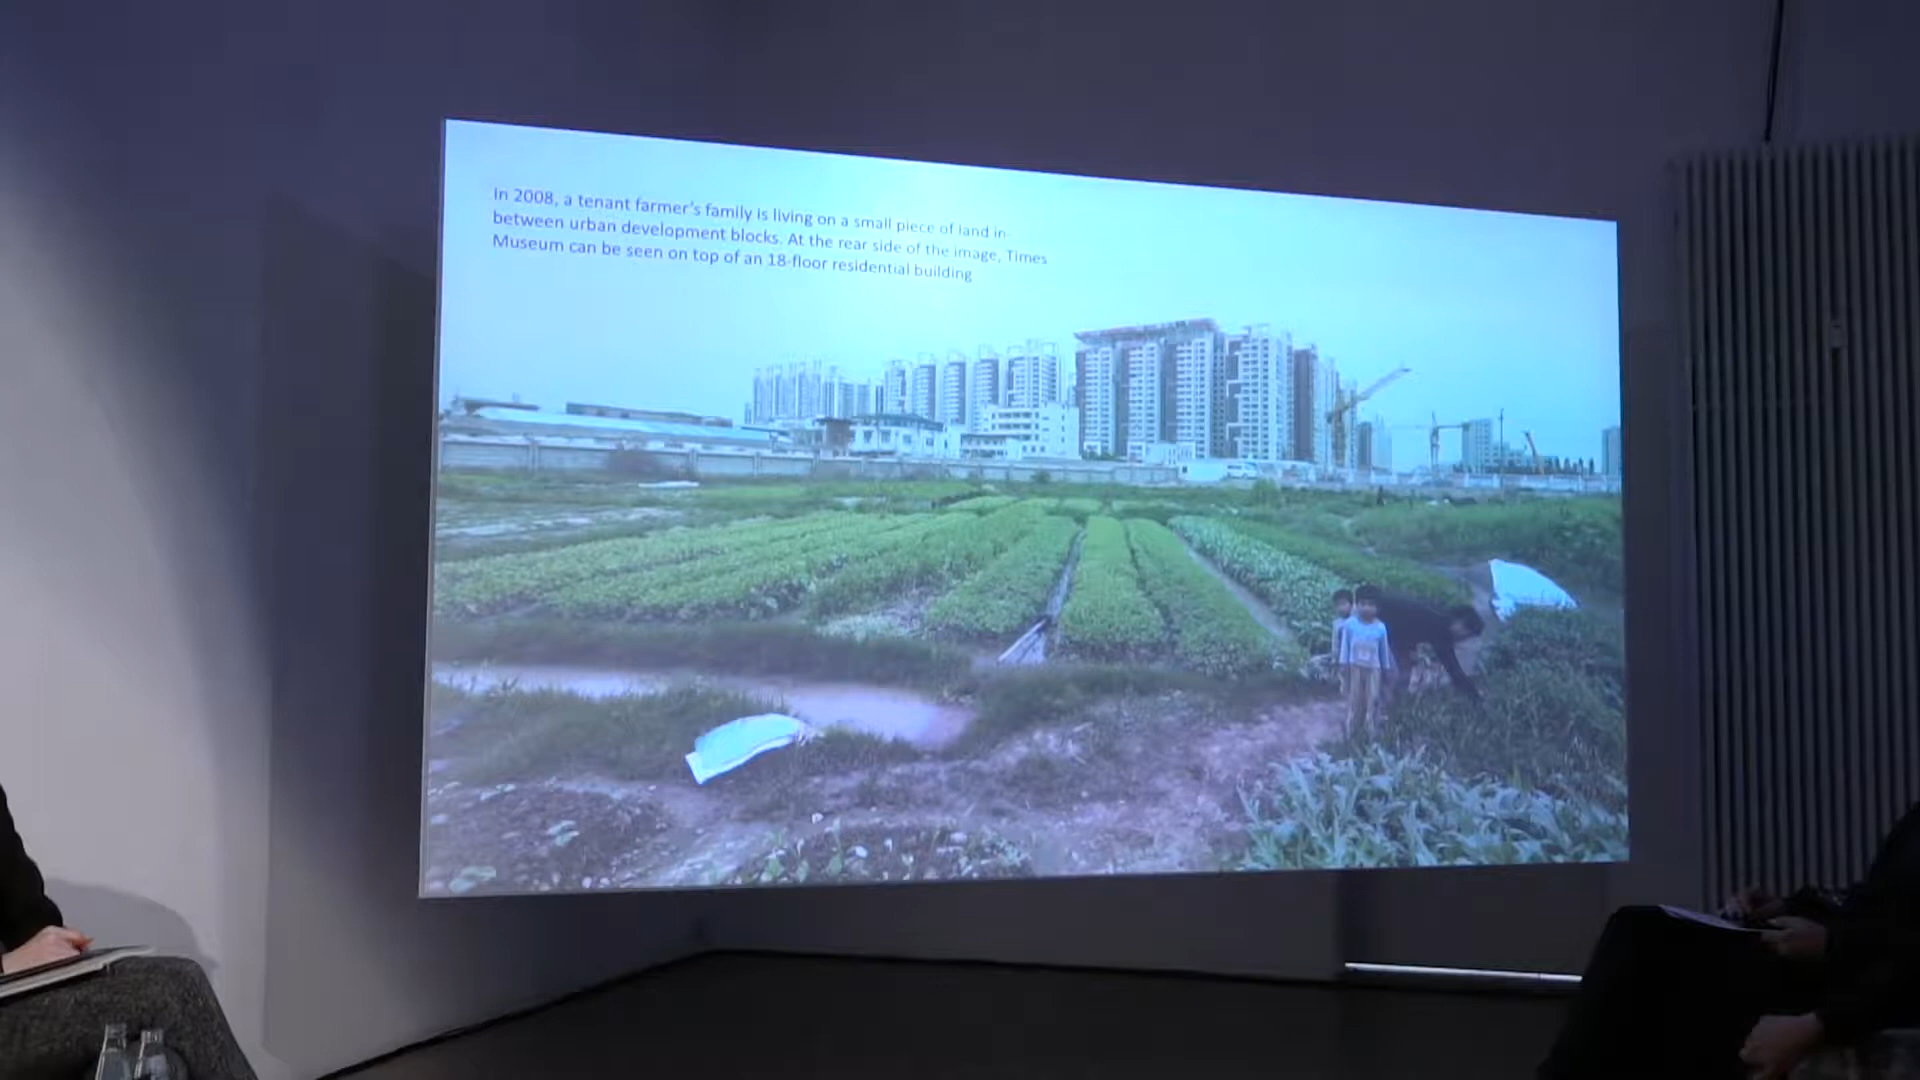 In 2008, a tenant farmer's family is living on a small piece of land in-
between urban development blocks. At the rear side of the image, Times
Museum can be seen on top of an 18-floor residential building